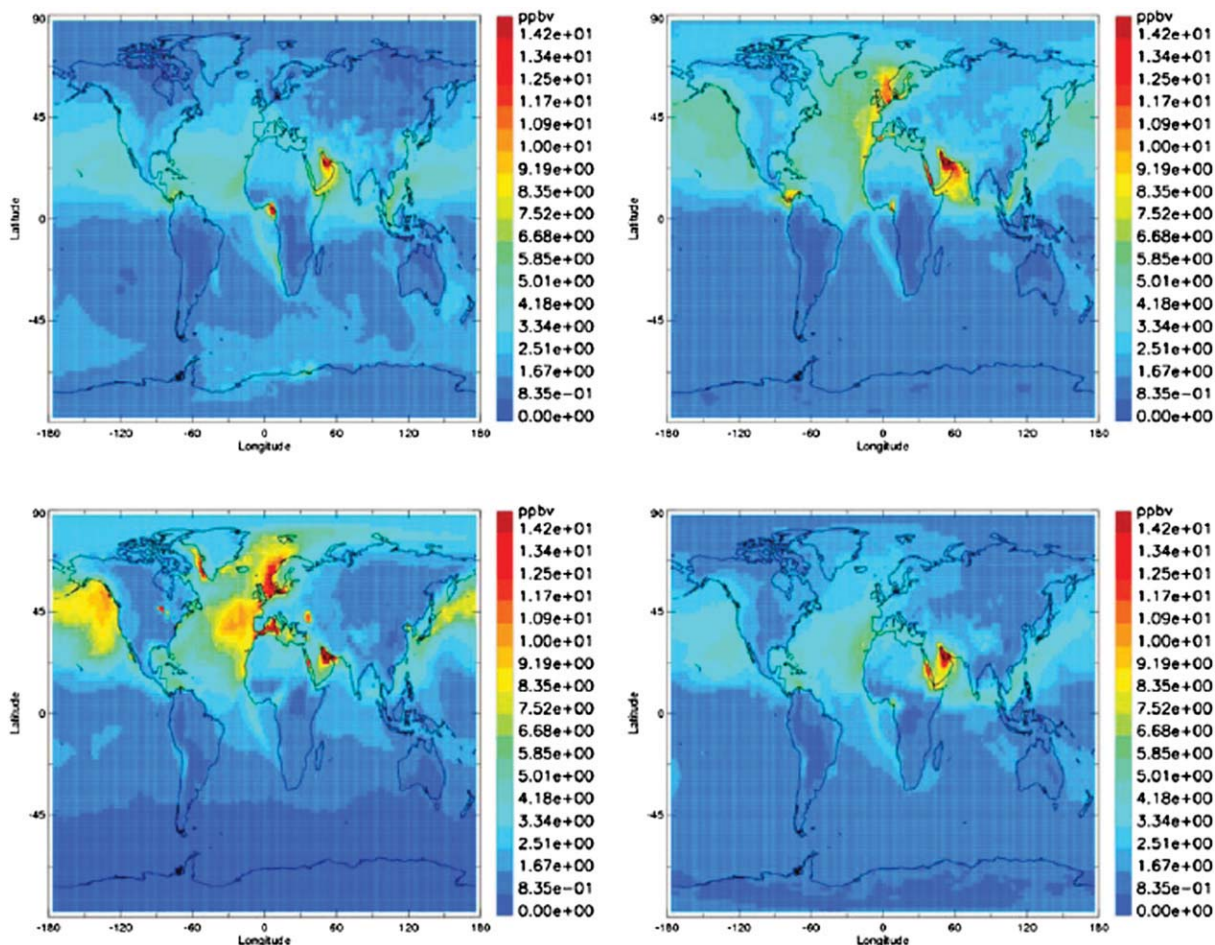 ppbv
90
45
0
-45
Latitude
-180 -120 -60 0 60 120 180
Longitude
1.42e+01
1.34e+01
1.25e+01
1.17e+01
1.09e+01
1.00e+01
9.19e+00
8.35e+00
7.52e+00
6.68e+00
5.85e+00
5.01e+00
4.18e+00
3.34e+00
2.51e+00
1.67e+00
8.35e-01
0.00e+00
ppbv
90
45
0
-45
Latitude
-180 -120 -60 0 60 120 180
Longitude
1.42e+01
1.34e+01
1.25e+01
1.17e+01
1.09e+01
1.00e+01
9.19e+00
8.35e+00
7.52e+00
6.68e+00
5.85e+00
5.01e+00
4.18e+00
3.34e+00
2.51e+00
1.67e+00
8.35e-01
0.00e+00
ppbv
90
45
0
-45
Latitude
-180 -120 -60 0 60 120 180
Longitude
1.42e+01
1.34e+01
1.25e+01
1.17e+01
1.09e+01
1.00e+01
9.19e+00
8.35e+00
7.52e+00
6.68e+00
5.85e+00
5.01e+00
4.18e+00
3.34e+00
2.51e+00
1.67e+00
8.35e-01
0.00e+00
ppbv
90
45
0
-45
Latitude
-180 -120 -60 0 60 120 180
Longitude
1.42e+01
1.34e+01
1.25e+01
1.17e+01
1.09e+01
1.00e+01
9.19e+00
8.35e+00
7.52e+00
6.68e+00
5.85e+00
5.01e+00
4.18e+00
3.34e+00
2.51e+00
1.67e+00
8.35e-01
0.00e+00